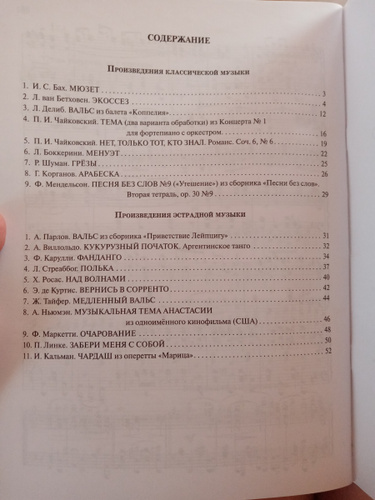 СОДЕРЖАНИЕ
ПРОИЗВЕДЕНИЯ КЛАССИЧЕСКОЙ МУЗЫКИ
1. И. С. Бах. МЮЗЕТ 3
2. Л. ван Бетховен. ЭКОССЕЗ 4
3. Л. Делиб. ВАЛЬС из балета «Коппелия» 12
4. П. И. Чайковский. ТЕМА (два варианта обработки) из Концерта № 1
для фортепиано с оркестром. 16
5. П. И. Чайковский. НЕТ, ТОЛЬКО ТОТ, КТО ЗНАЛ. Романс. Соч. 6, № 6 19
6. Л. Боккерини. МЕНУЭТ 22
7. Р. Шуман. ГРЁЗЫ 25
8. Г. Корганов. АРАБЕСКА 26
9. Ф. Мендельсон. ПЕСНЯ БЕЗ СЛОВ №9 («Утешение») из сборника «Песни без слов».
Вторая тетрадь, ор. 30 №9 29
ПРОИЗВЕДЕНИЯ ЭСТРАДНОЙ МУЗЫКИ
1. А. Парлов. ВАЛЬС из сборника «Приветствие Лейпцигу» 31
2. А. Виллольдо. КУКУРУЗНЫЙ ПОЧАТОК, Аргентинское танго 32
3. Ф. Карулли. ФАНДАНГО 34
4. Л. Стреаббог. ПОЛЬКА 37
5. Х. Росас. НАД ВОЛНАМИ 40
6. Э. де Куртис. ВЕРНИСЬ В СОРРЕНТО 42
7. Ж. Тайфер. МЕДЛЕННЫЙ ВАЛЬС 44
8. А. Ньюмэн. МУЗЫКАЛЬНАЯ ТЕМА АНАСТАСИИ
из одноимённого кинофильма (США) 46
9. Ф. Маркетти. ОЧАРОВАНИЕ 48
10. П. Линке. ЗАБЕРИ МЕНЯ С СОБОЙ 50
11. И. Кальман. ЧАРДАШ из оперетты «Марица» 52